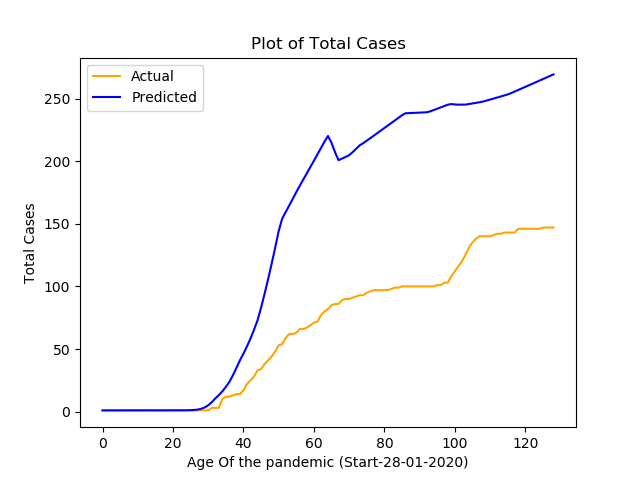 Plot of Total Cases
Actual
Predicted
Total Cases
250
200
150
100
50
0
0 20 40 60 80 100 120
Age Of the pandemic (Start-28-01-2020)